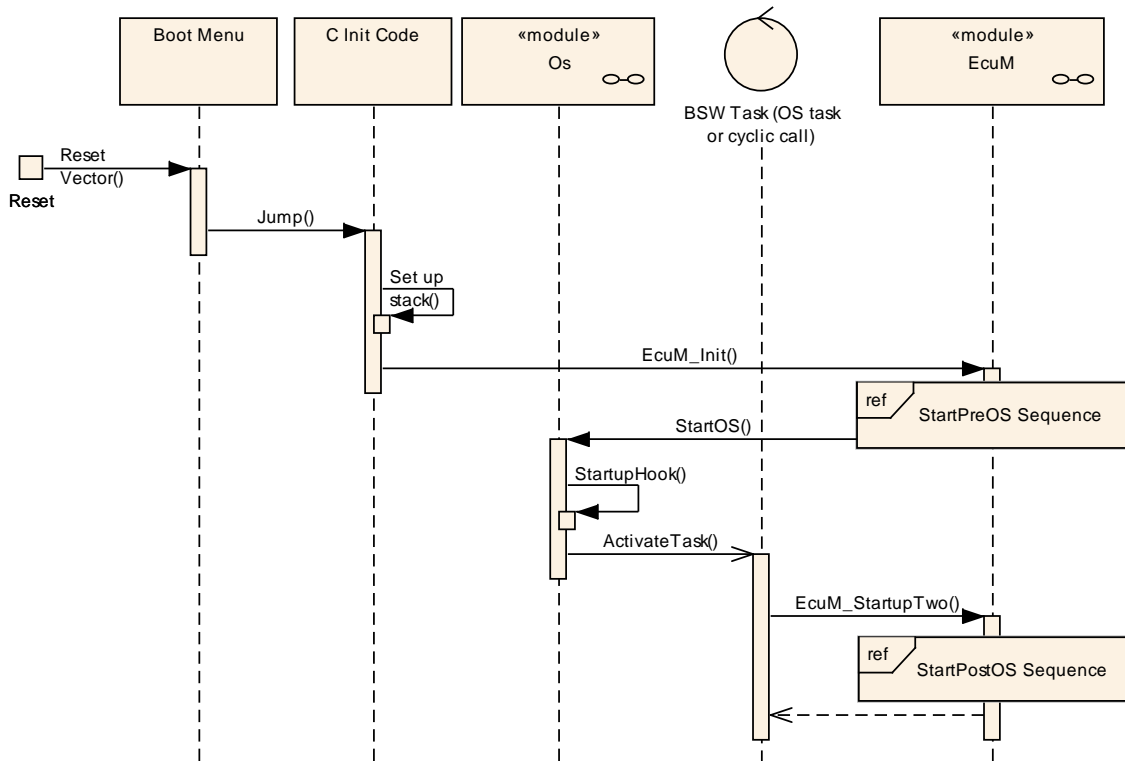 Boot Menu
C Init Code
«module»
Os
BSW Task (OS task
or cyclic call)
«module»
EcuM
Reset
Vector()
Reset
Jump()
Set up
stack()
EcuM_Init()
ref
StartPreOS Sequence
StartOS()
StartupHook()
ActivateTask()
EcuM_StartupTwo()
ref
StartPostOS Sequence